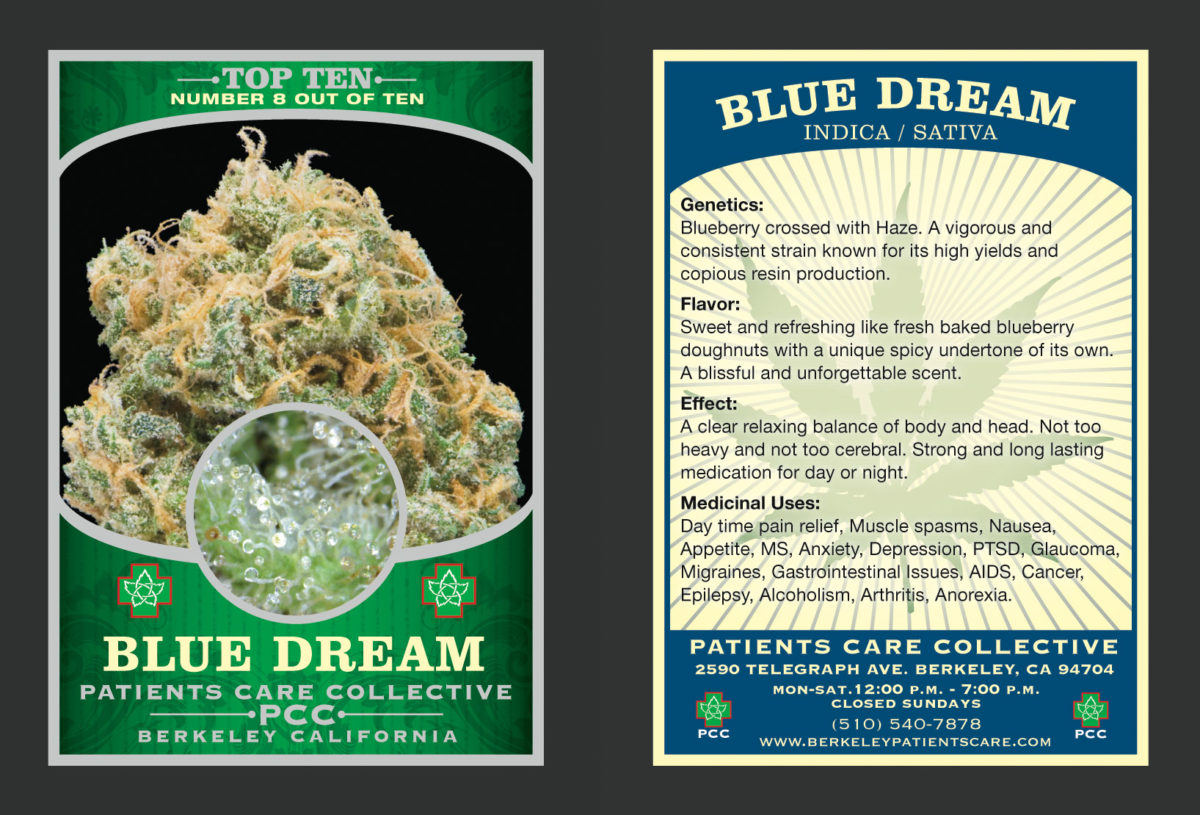 TOP TEN
NUMBER 8 OUT OF TEN
BLUE DREAM
PATIENTS CARE COLLECTIVE
PCC
BERKELEY CALIFORNIA
BLUE DREAM
INDICA / SATIVA
Genetics:
Blueberry crossed with Haze. A vigorous and
consistent strain known for its high yields and
copious resin production.
Flavor:
Sweet and refreshing like fresh baked blueberry
doughnuts with a unique spicy undertone of its own.
A blissful and unforgettable scent.
Effect:
A clear relaxing balance of body and head. Not too
heavy and not too cerebral. Strong and long lasting
medication for day or night.
Medicinal Uses:
Day time pain relief, Muscle spasms, Nausea,
Appetite, MS, Anxiety, Depression, PTSD, Glaucoma,
Migraines, Gastrointestinal Issues, AIDS, Cancer,
Epilepsy, Alcoholism, Arthritis, Anorexia.
PATIENTS CARE COLLECTIVE
2590 TELEGRAPH AVE. BERKELEY, CA 94704
MON-SAT.12:00 P.M. - 7:00 P.M.
CLOSED SUNDAYS
(510) 540-7878
WWW.BERKELEYPATIENTSCARE.COM
PCC
PCC